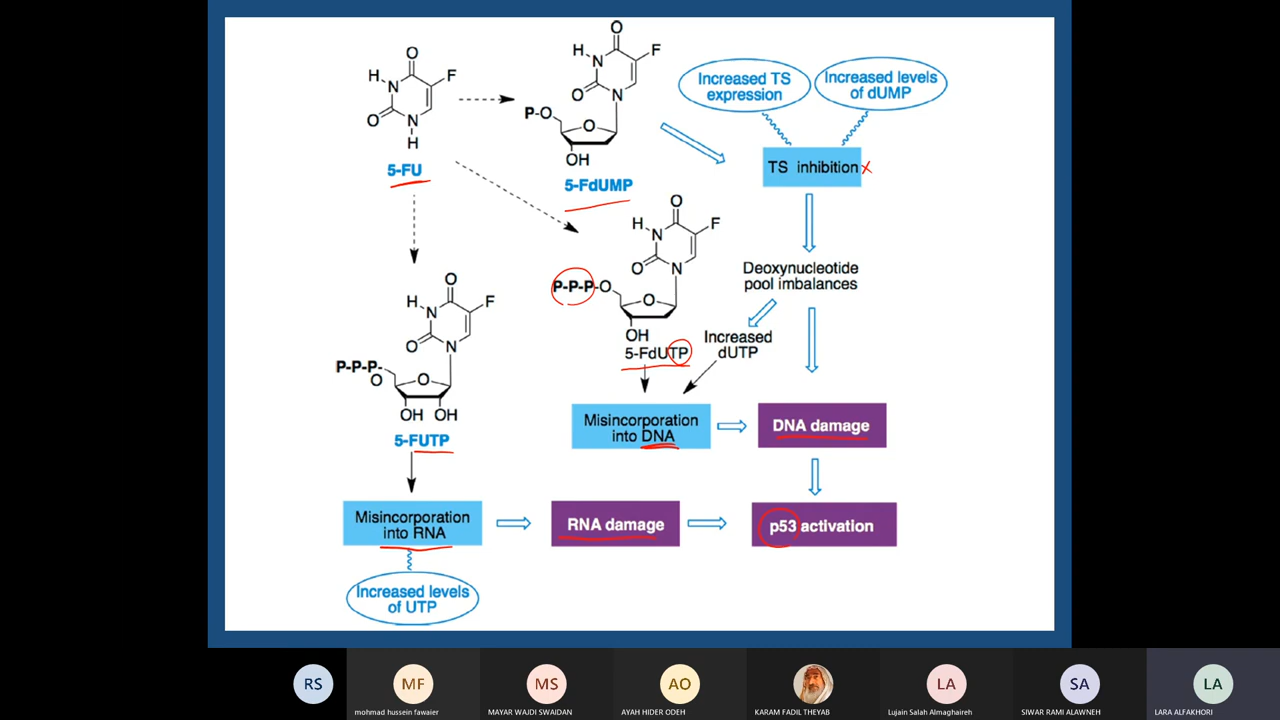 O
H
N
F
O
N
H
5-FU
O
H
N
F
O
N
P-O
O
OH
5-FdUMP
Increased TS
expression
Increased levels
of dUMP
TS inhibition x
O
H
N
F
O
N
P-P-P-O
O
OH
5-FdUTP
Deoxynucleotide
pool imbalances
Increased
dUTP
O
H
N
F
O
N
P-P-P-
O
O
OH OH
5-FUTP
Misincorporation
into DNA
DNA damage
Misincorporation
into RNA
RNA damage
p53 activation
Increased levels
of UTP
RS
MF
mohmad hussein fawaier
MS
MAYAR WAJDI SWAIDAN
AO
AYAH HIDER ODEH
KARAM FADIL THEYAB
LA
Lujain Salah Almaghaireh
SA
SIWAR RAMI ALAWNEH
LA
LARA ALFAKHORI